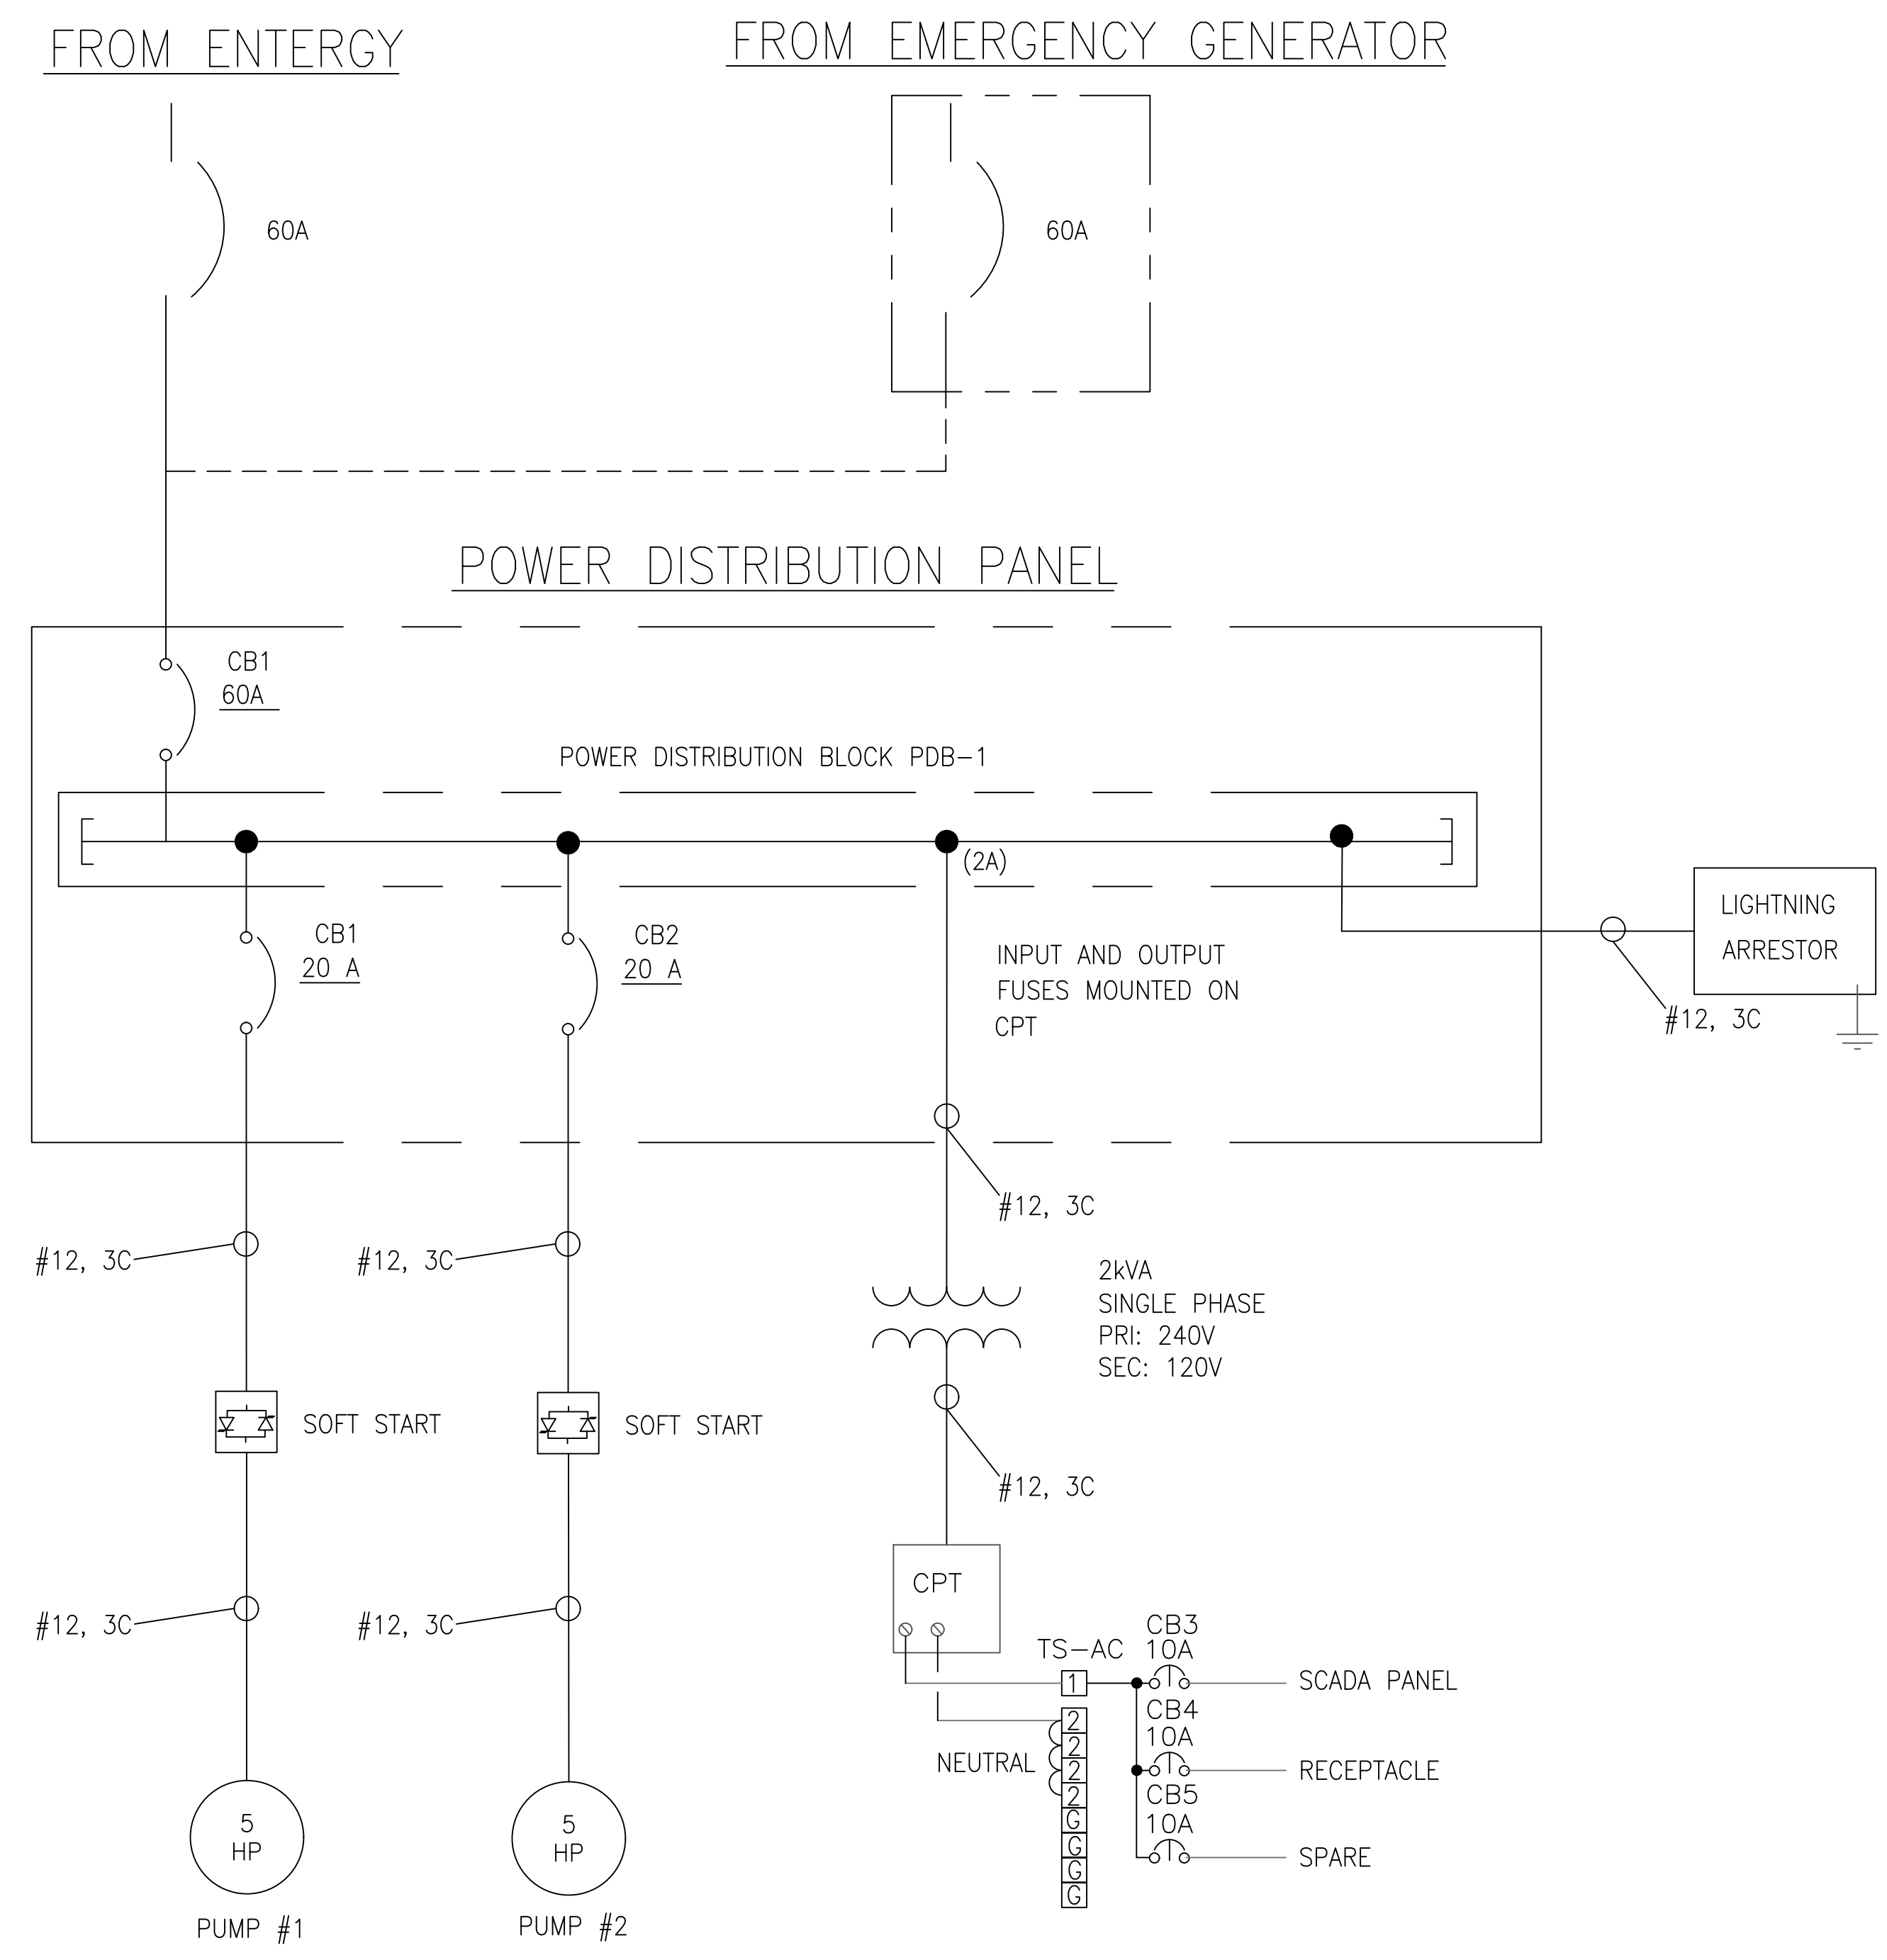 FROM ENTERGY
FROM EMERGENCY GENERATOR
60A
60A
POWER DISTRIBUTION PANEL
CB1
60A
POWER DISTRIBUTION BLOCK PDB-1
(2A)
CB1
20 A
CB2
20 A
INPUT AND OUTPUT
FUSES MOUNTED ON
CPT
LIGHTNING
ARRESTOR
#12, 3C
#12, 3C
#12, 3C
#12, 3C
2kVA
SINGLE PHASE
PRI: 240V
SEC: 120V
SOFT START
SOFT START
#12, 3C
CPT
#12, 3C
#12, 3C
TS-AC
CB3
10A
1
SCADA PANEL
CB4
10A
2
2
2
2
NEUTRAL
RECEPTACLE
CB5
10A
G
G
G
G
SPARE
5
HP
5
HP
PUMP #1
PUMP #2